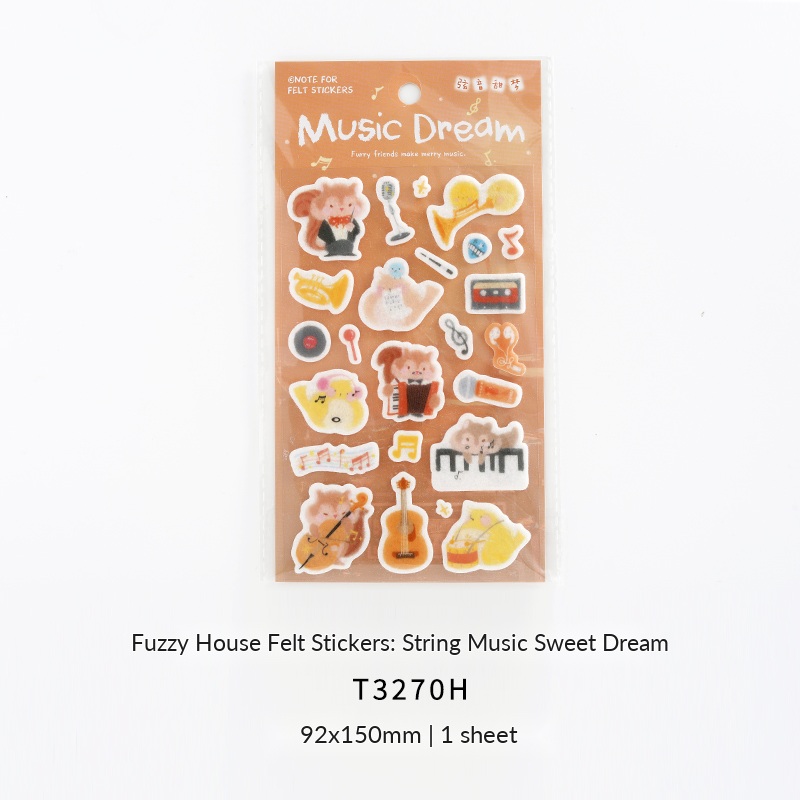 ©NOTE FOR
FELT STICKERS
Music Dream
Furry friends make merry music.
Fuzzy House Felt Stickers: String Music Sweet Dream
T3270H
92x150mm | 1 sheet